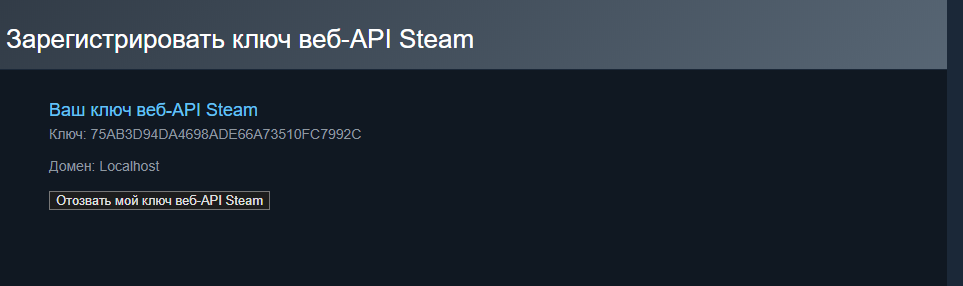 Зарегистрировать ключ веб-API Steam
Ваш ключ веб-API Steam
Ключ: 75AB3D94DA4698ADE66A73510FC7992C
Домен: Localhost
Отозвать мой ключ веб-API Steam